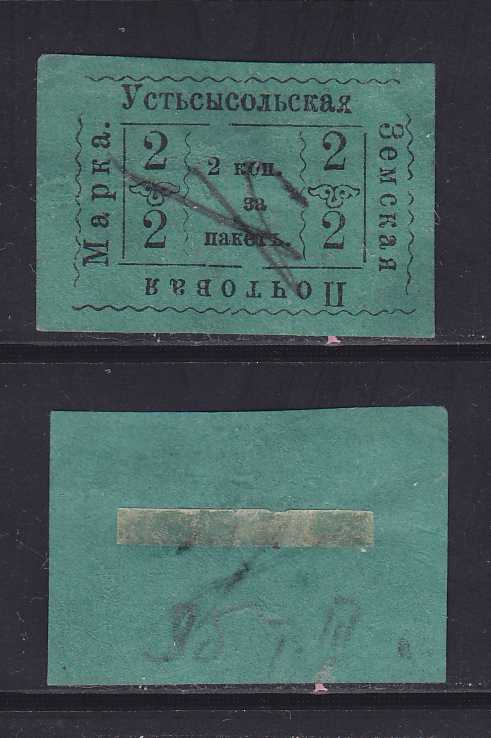 Устьсысольская
Земская
Почтовая
Марка.
2 2
2 коп.
за
пакетъ.
2 2